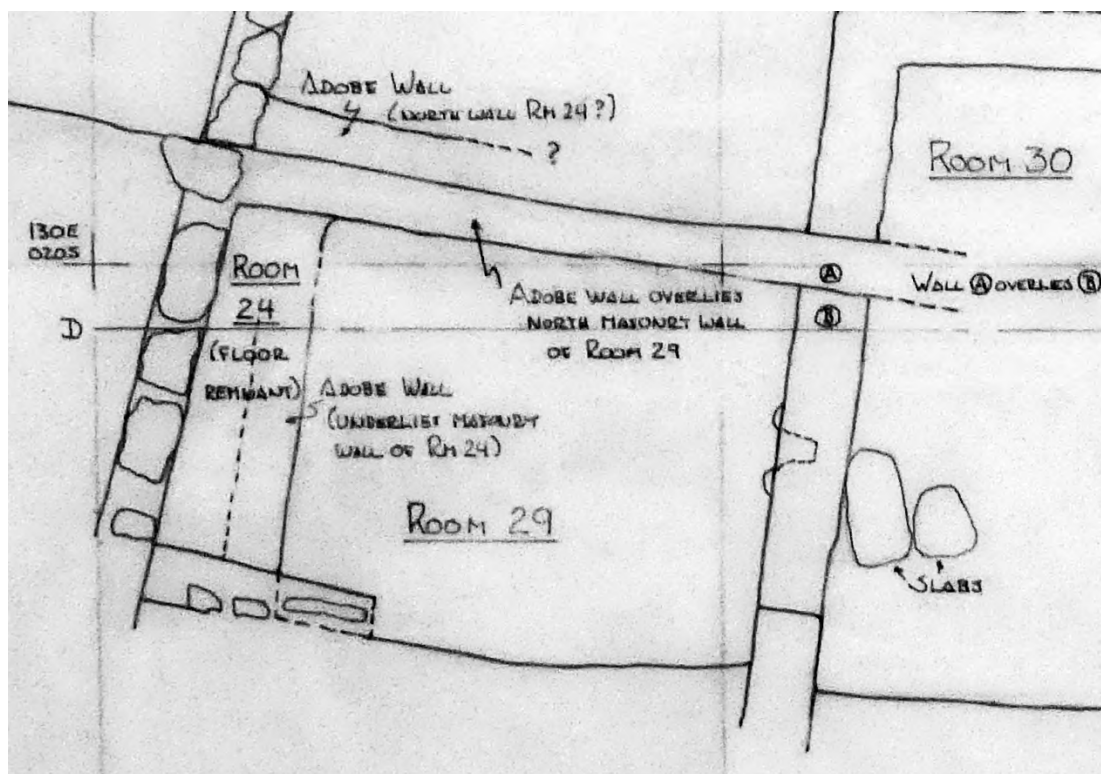 ADOBE WALL
(NORTH WALL RM 24?)
?
ROOM 30
130E
020S
ROOM
24
(FLOOR
REMNANT)
A
WALL A OVERLIES B
ADOBE WALL OVERLIES
NORTH MASONRY WALL
OF ROOM 29
B
D
ADOBE WALL
(UNDERLIES MASONRY
WALL OF RM 24)
ROOM 29
SLABS